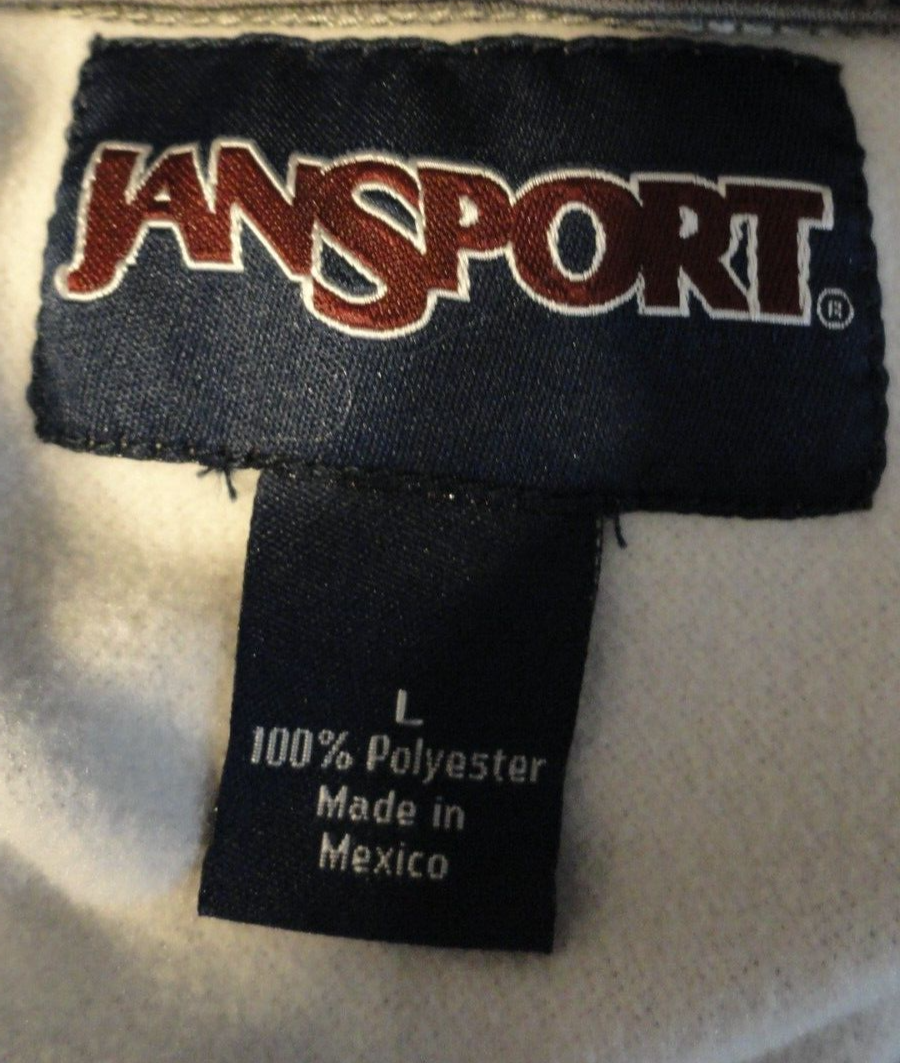 JANSPORT®
L
100% Polyester
Made in
Mexico